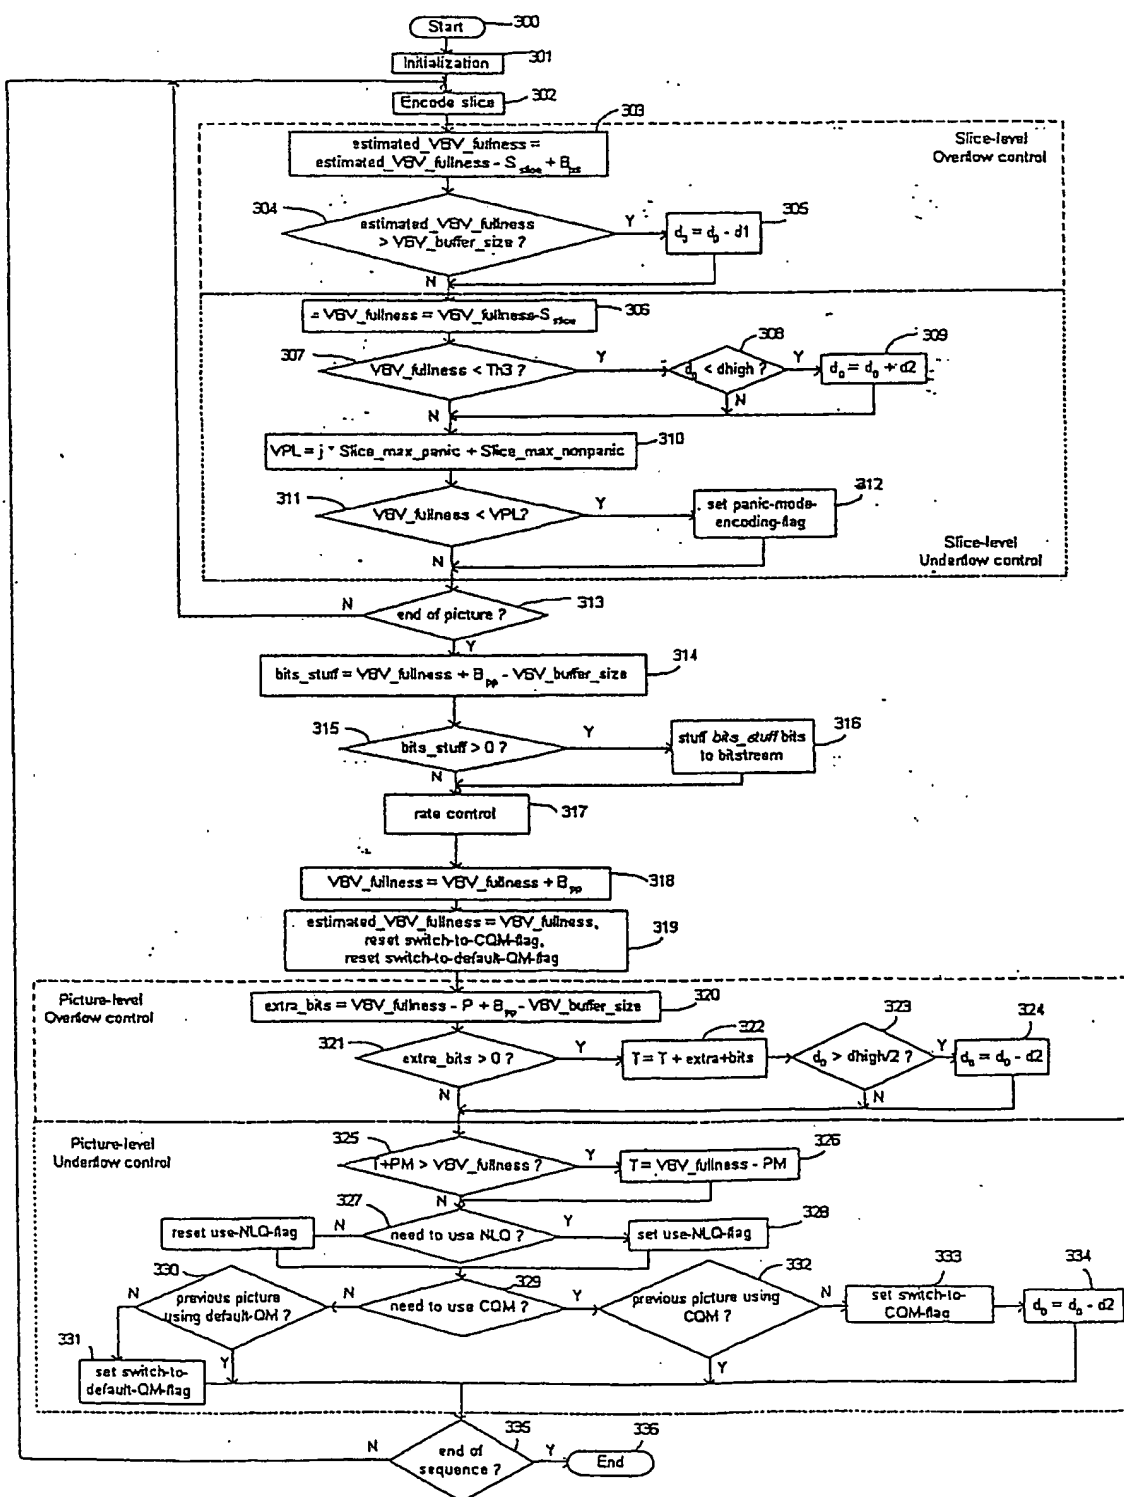 Start
300
Initialization
301
Encode slice
302
303
Slice-level
Overlow control
estimated_VBV_fullness =
estimated_VBV_fullness - S_slice + B_ps
304
estimated_VBV_fullness
> VBV_buffer_size ?
Y
305
d_0 = d_0 - d1
N
VBV_fullness = VBV_fullness-S_slice
306
307
VBV_fullness < Th3 ?
Y
308
d_0 < dhigh ?
Y
309
d_0 = d_0 + d2
N
N
VPL = j * Slice_max_panic + Slice_max_nonpanic
310
311
VBV_fullness < VPL?
Y
312
set panic-mode-
encoding-flag
N
Slice-level
Underflow control
N
end of picture ?
313
Y
bits_stuff = VBV_fullness + B_pp - VBV_buffer_size
314
315
bits_stuff > 0 ?
Y
316
stuff bits_stuff bits
to bitstream
N
rate control
317
VBV_fullness = VBV_fullness + B_pp
318
estimated_VBV_fullness = VBV_fullness,
reset switch-to-CQM-flag,
reset switch-to-default-QM-flag
319
Picture-level
Overlow control
extra_bits = VBV_fullness - P + B_pp - VBV_buffer_size
320
321
extra_bits > 0 ?
Y
322
T = T + extra+bits
323
d_0 > dhigh/2 ?
Y
324
d_0 = d_0 - d2
N
N
Picture-level
Underflow control
325
T+PM > VBV_fullness ?
Y
326
T = VBV_fullness - PM
N
327
reset use-NLQ-flag
N
need to use NLQ ?
Y
set use-NLQ-flag
328
330
previous picture
using default-QM ?
N
N
329
need to use CQM ?
Y
332
previous picture using
CQM ?
N
333
set switch-to-
CQM-flag
334
d_0 = d_0 - d2
331
set switch-to-
default-QM-flag
Y
Y
N
end of
sequence ?
335
Y
336
End